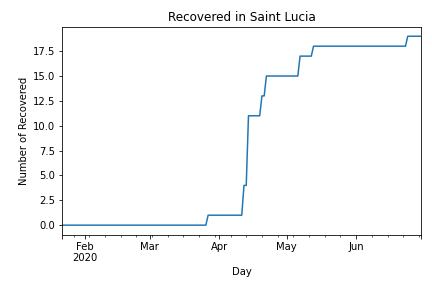 Recovered in Saint Lucia
Number of Recovered
17.5
15.0
12.5
10.0
7.5
5.0
2.5
0.0
Feb Mar Apr May Jun
2020
Day